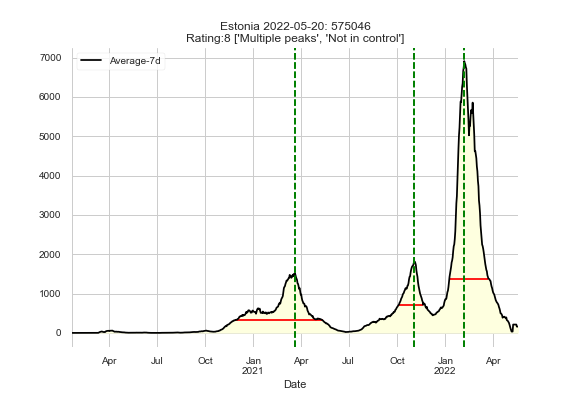 Estonia 2022-05-20: 575046
Rating:8 ['Multiple peaks', 'Not in control']
Average-7d
7000
6000
5000
4000
3000
2000
1000
0
Apr Jul Oct Jan Apr Jul Oct Jan Apr
2021 2022
Date